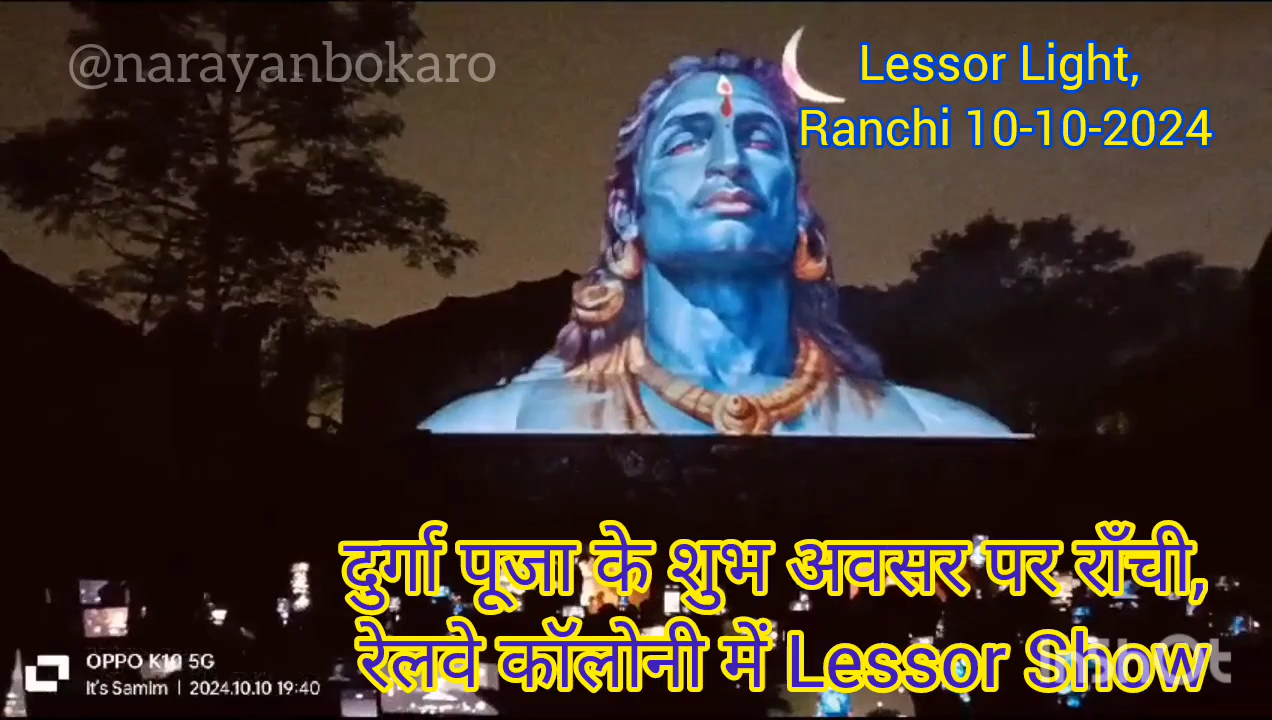 @narayanbokaro
Lessor Light,
Ranchi 10-10-2024
दुर्गा पूजा के शुभ अवसर पर राँची,
रेलवे कॉलोनी में Lessor Show
OPPO K10 5G
It's Samim | 2024.10.10 19:40